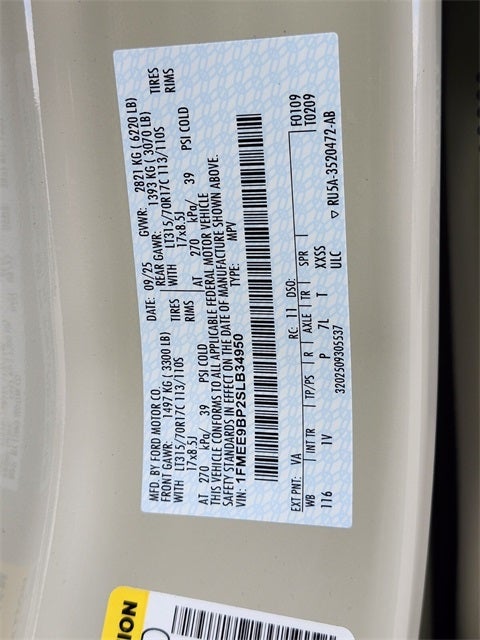 MFD. BY FORD MOTOR CO. DATE: 09/25 GVWR: 2821 KG ( 6220 LB)
FRONT GAWR: 1497 KG ( 3300 LB) REAR GAWR: 1393 KG ( 3070 LB)
WITH LT315/70R17C 113/110S TIRES WITH LT315/70R17C 113/110S TIRES
17x8.5J RIMS 17x8.5J RIMS
AT 270 kPa/ 39 PSI COLD AT 270 kPa/ 39 PSI COLD
THIS VEHICLE CONFORMS TO ALL APPLICABLE FEDERAL MOTOR VEHICLE
SAFETY STANDARDS IN EFFECT ON THE DATE OF MANUFACTURE SHOWN ABOVE.
VIN: 1FMEE9BP2SLB34950 TYPE: MPV
F0109
T0209
EXT PNT: VA RC: 11 DSO:
WB INT TR TP/PS R AXLE TR SPR
116 1V P 7L T XXSS
ULC
3202509305537
▽ RU5A-3520472-AB
ION